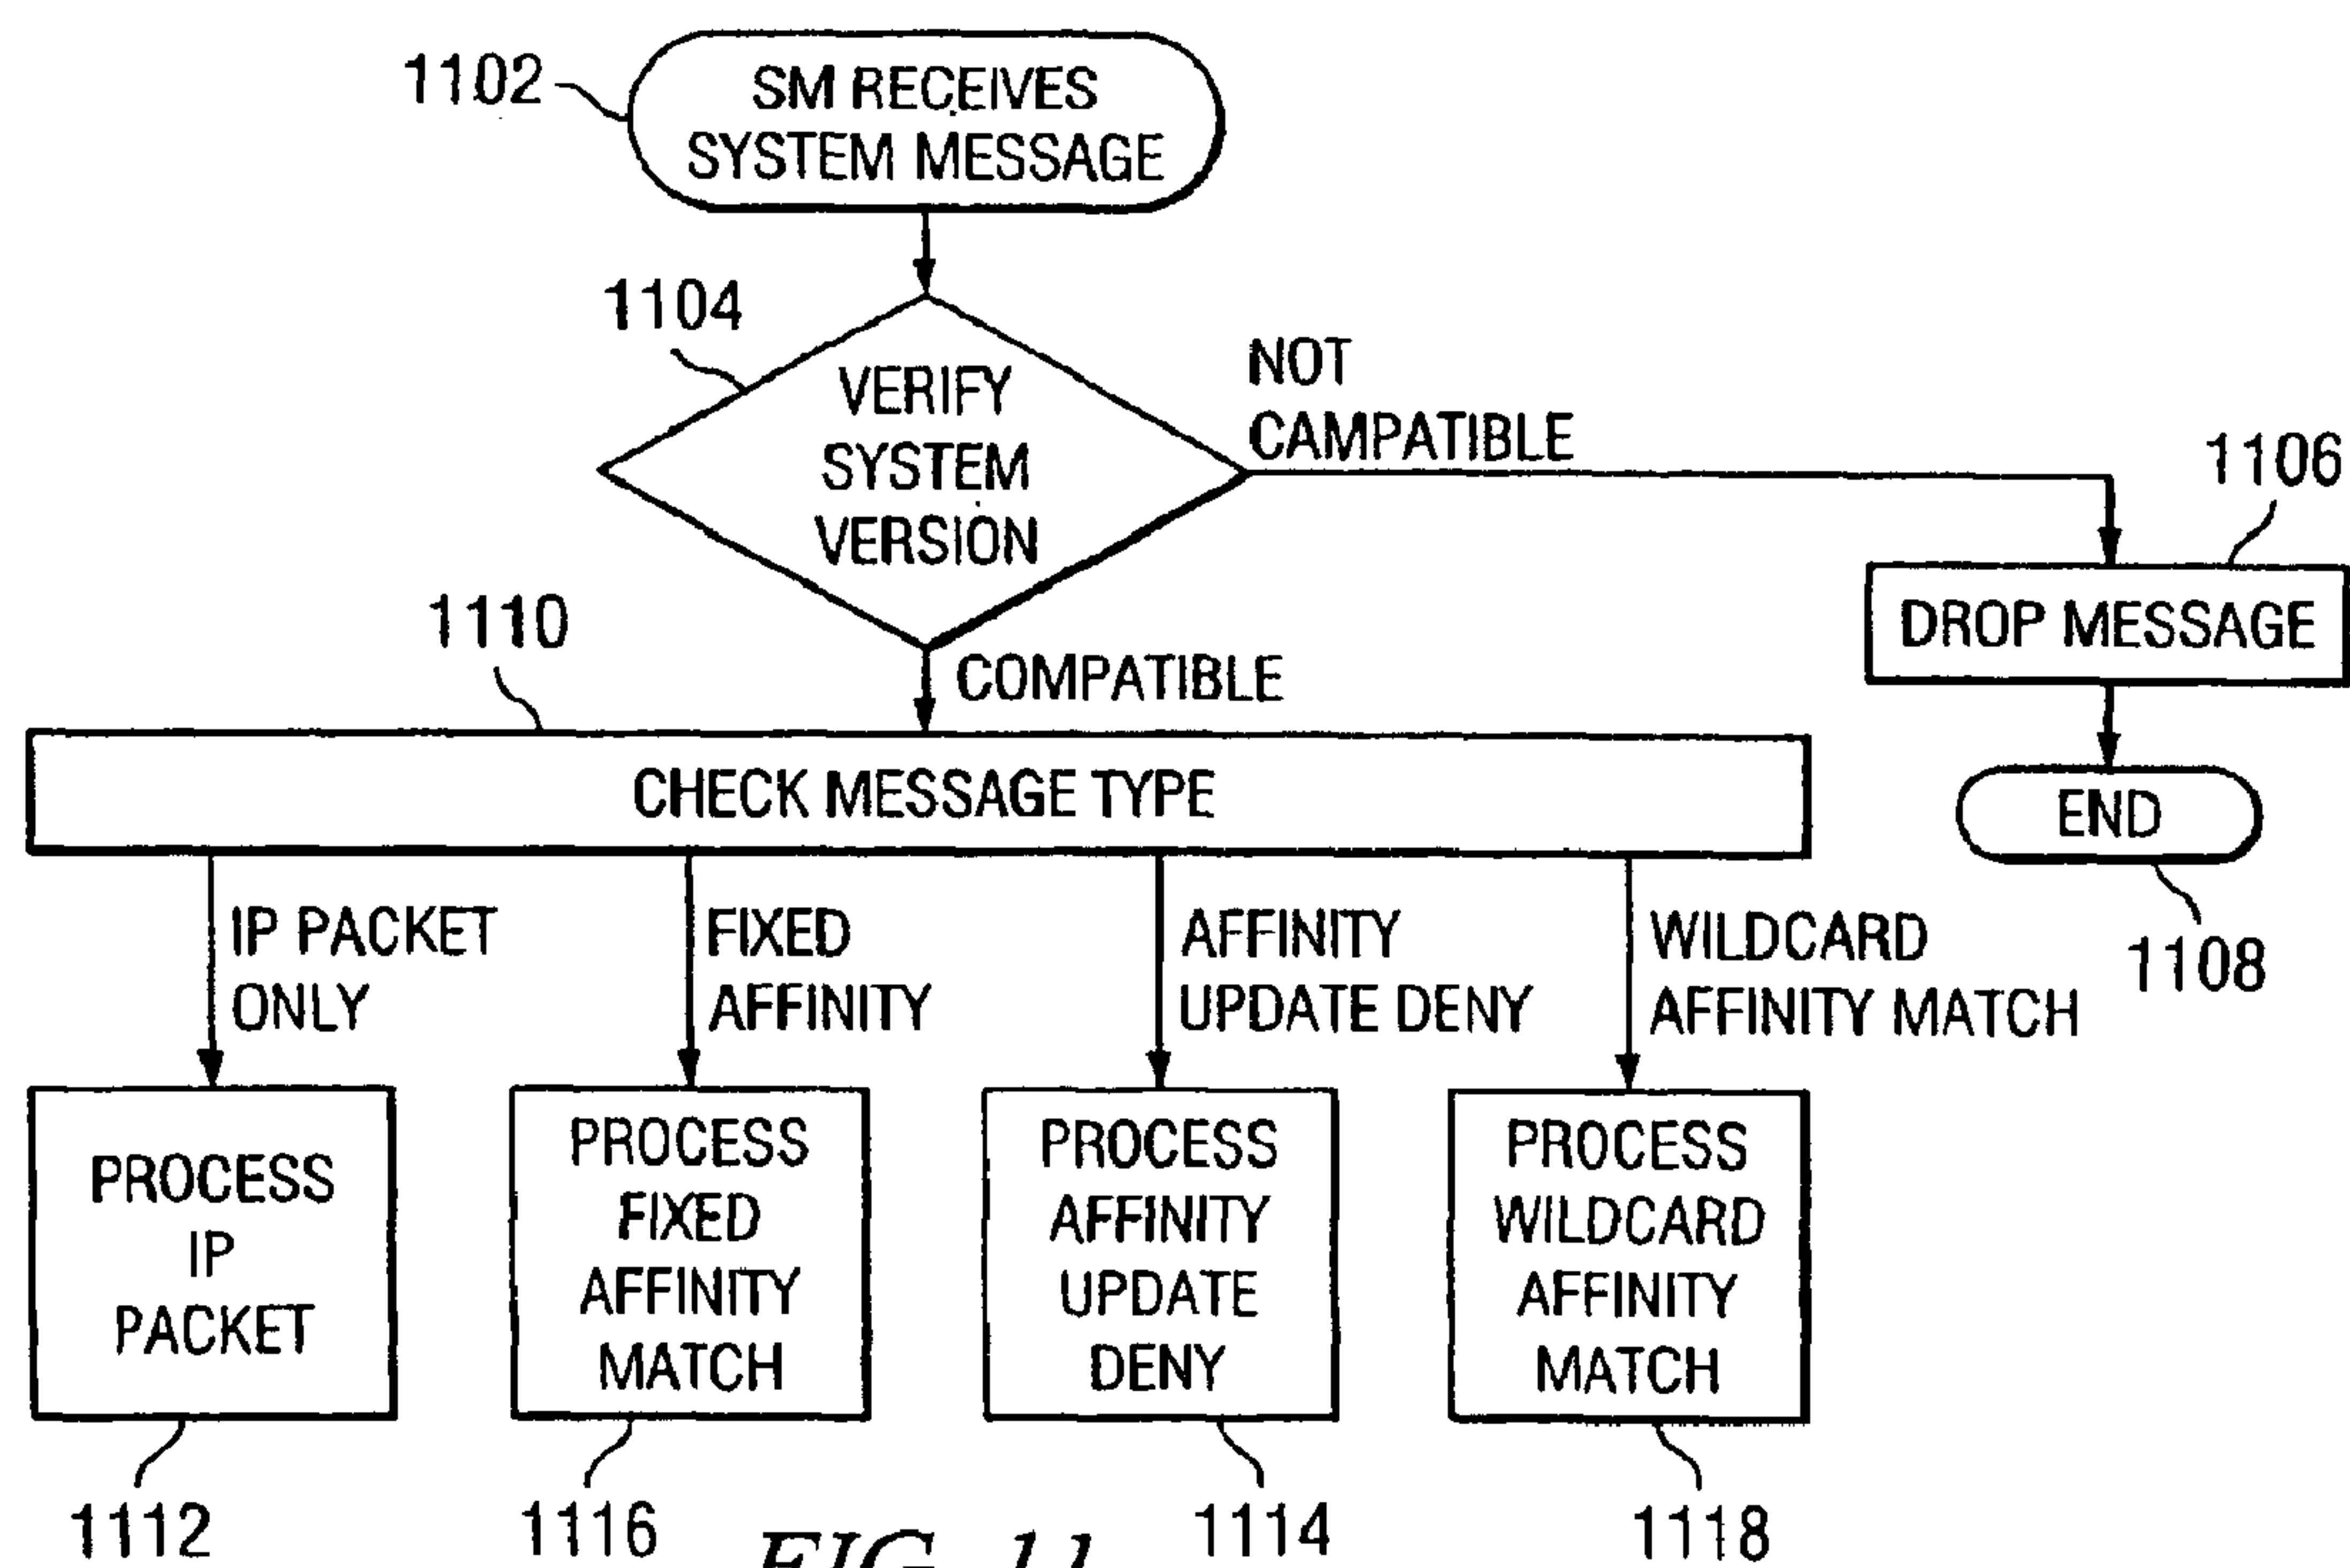 1102
SM RECEIVES
SYSTEM MESSAGE
1104
VERIFY
SYSTEM
VERSION
NOT
CAMPATIBLE
1106
DROP MESSAGE
1110
COMPATIBLE
CHECK MESSAGE TYPE
END
1108
IP PACKET
ONLY
FIXED
AFFINITY
AFFINITY
UPDATE DENY
WILDCARD
AFFINITY MATCH
PROCESS
IP
PACKET
PROCESS
FIXED
AFFINITY
MATCH
PROCESS
AFFINITY
UPDATE
DENY
PROCESS
WILDCARD
AFFINITY
MATCH
1112
1116
1114
1118
FIG. 11